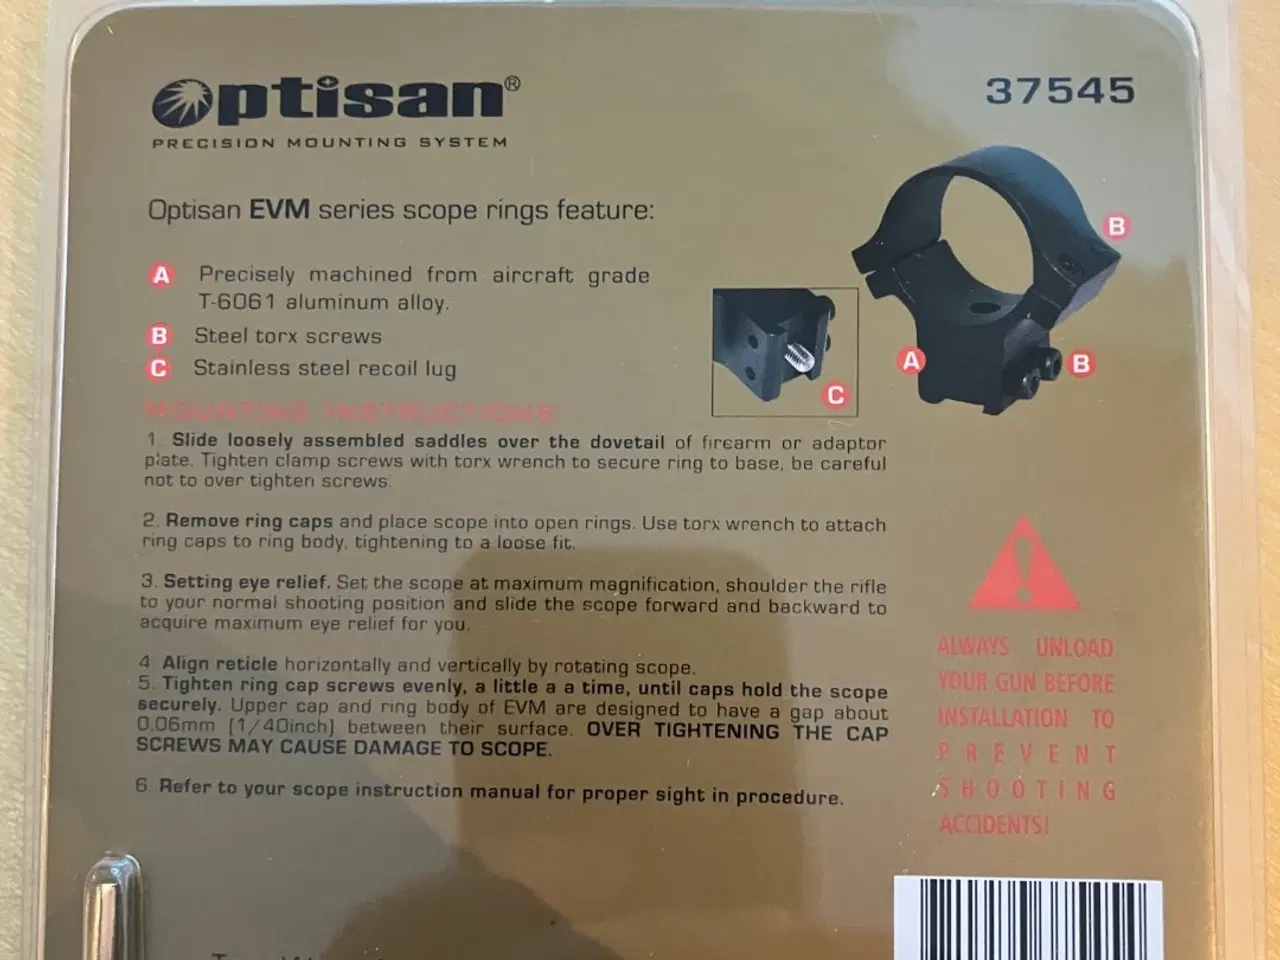 Optisan®
PRECISION MOUNTING SYSTEM
37545
Optisan EVM series scope rings feature:
A Precisely machined from aircraft grade
T-6061 aluminum alloy.
B Steel torx screws
C Stainless steel recoil lug
B
A
B
C
MOUNTING INSTRUCTIONS
1. Slide loosely assembled saddles over the dovetail of firearm or adaptor
plate. Tighten clamp screws with torx wrench to secure ring to base, be careful
not to over tighten screws.
2. Remove ring caps and place scope into open rings. Use torx wrench to attach
ring caps to ring body, tightening to a loose fit.
3. Setting eye relief. Set the scope at maximum magnification, shoulder the rifle
to your normal shooting position and slide the scope forward and backward to
acquire maximum eye relief for you.
4 Align reticle horizontally and vertically by rotating scope.
5. Tighten ring cap screws evenly, a little a a time, until caps hold the scope
securely. Upper cap and ring body of EVM are designed to have a gap about
0.06mm (1/40inch) between their surface. OVER TIGHTENING THE CAP
SCREWS MAY CAUSE DAMAGE TO SCOPE.
6. Refer to your scope instruction manual for proper sight in procedure.
ALWAYS UNLOAD
YOUR GUN BEFORE
INSTALLATION TO
PREVENT
SHOOTING
ACCIDENTS!